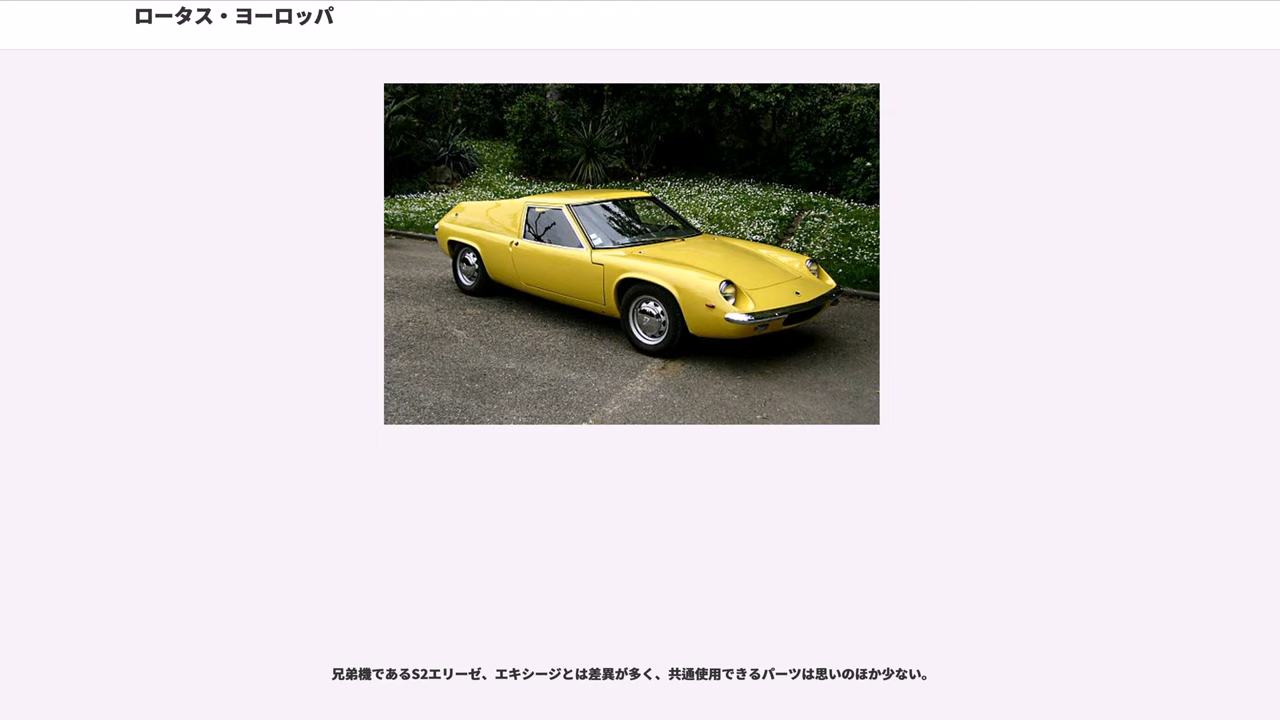 ロータス・ヨーロッパ
兄弟機であるS2エリーゼ、エキシージとは差異が多く、共通使用できるパーツは思いのほか少ない。